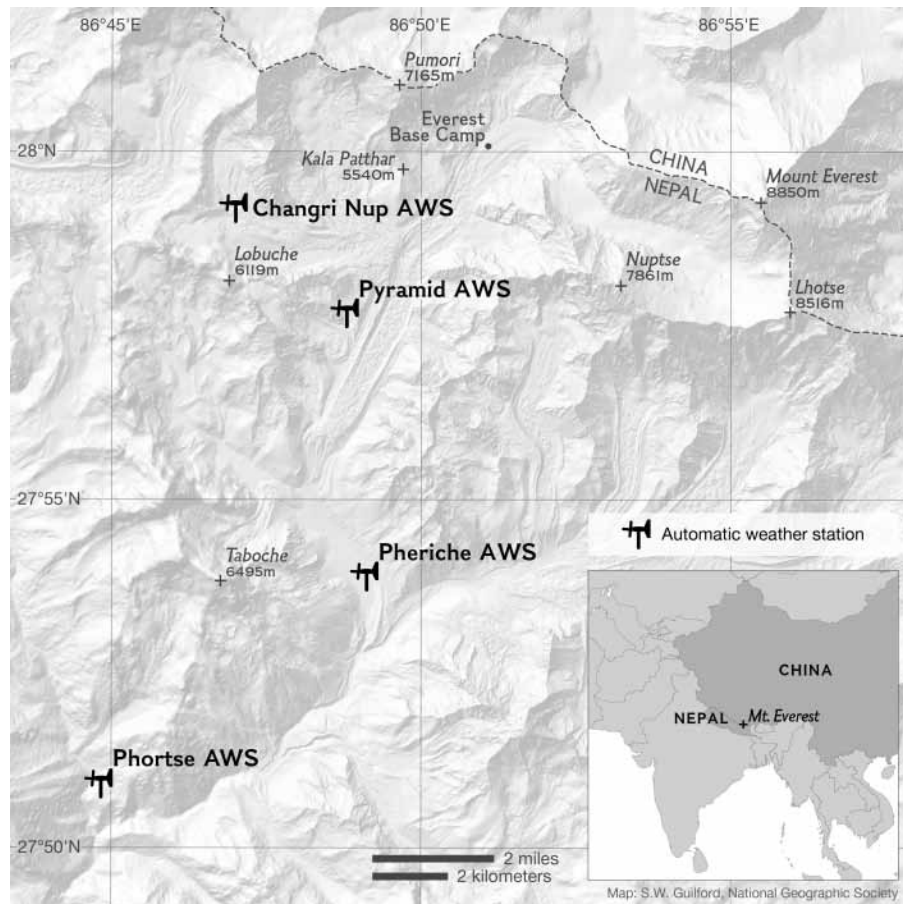 86°45'E
86°50'E
86°55'E
Pumori
7165m
Everest
Base Camp
28°N
Kala Patthar
5540m
CHINA
NEPAL
Mount Everest
8850m
Changri Nup AWS
Lobuche
6119m
Nuptse
7861m
Pyramid AWS
Lhotse
8516m
27°55'N
Automatic weather station
Pheriche AWS
Taboche
6495m
CHINA
NEPAL
Mt. Everest
Phortse AWS
27°50'N
2 miles
2 kilometers
Map: S.W. Guilford, National Geographic Society